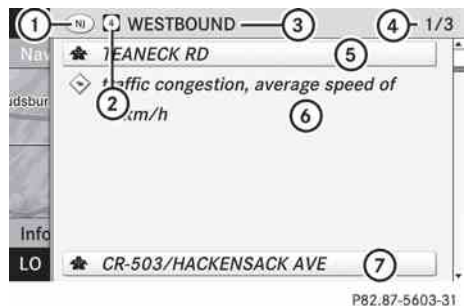 1 NJ 4 WESTBOUND 3 4 1/3
Nav TEANECK RD 5
traffic congestion, average speed of
udsbur 2 km/h 6
Info
LO CR-503/HACKENSACK AVE 7
P82.87-5603-31